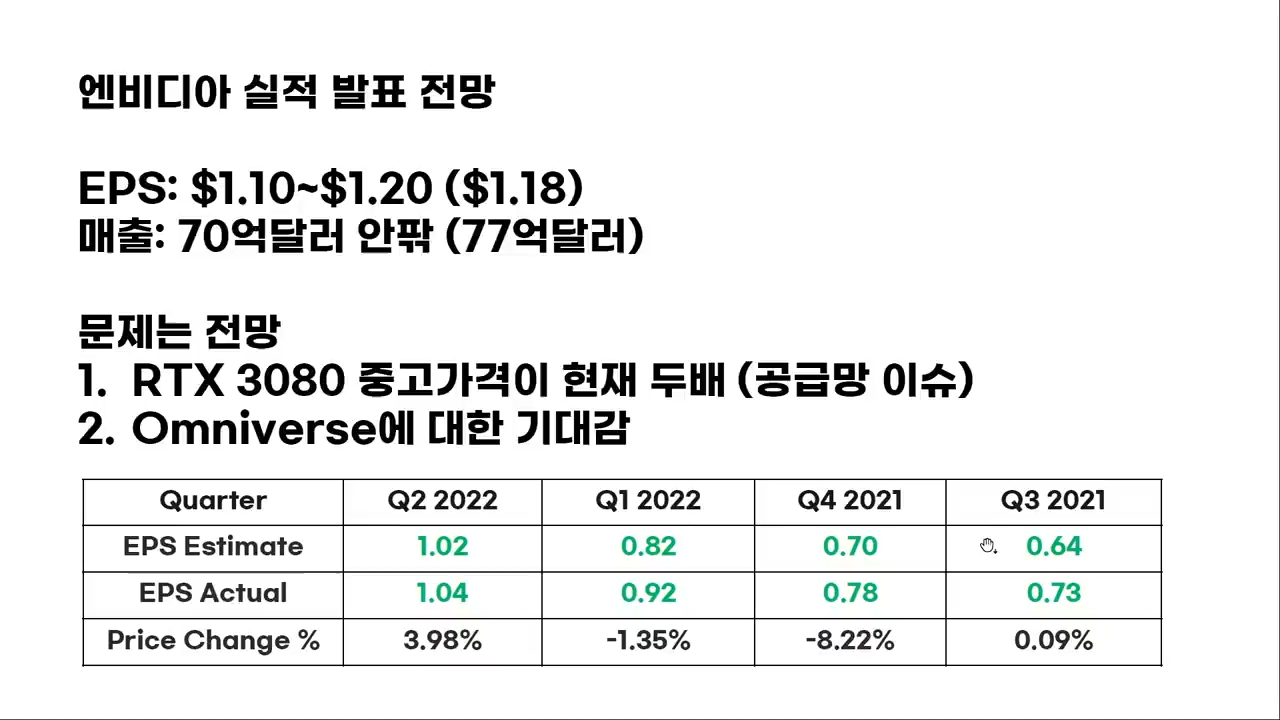 엔비디아 실적 발표 전망
EPS: $1.10~$1.20 ($1.18)
매출: 70억달러 안팎 (77억달러)
문제는 전망
1. RTX 3080 중고가격이 현재 두배 (공급망 이슈)
2. Omniverse에 대한 기대감
Quarter Q2 2022 Q1 2022 Q4 2021 Q3 2021
EPS Estimate 1.02 0.82 0.70 0.64
EPS Actual 1.04 0.92 0.78 0.73
Price Change % 3.98% -1.35% -8.22% 0.09%